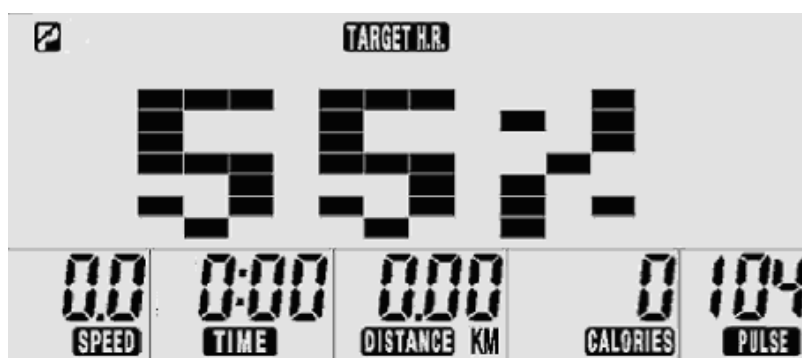 P TARGET H.R.
55%
0.0 0:00 0.00 0 104
SPEED TIME DISTANCE KM CALORIES PULSE